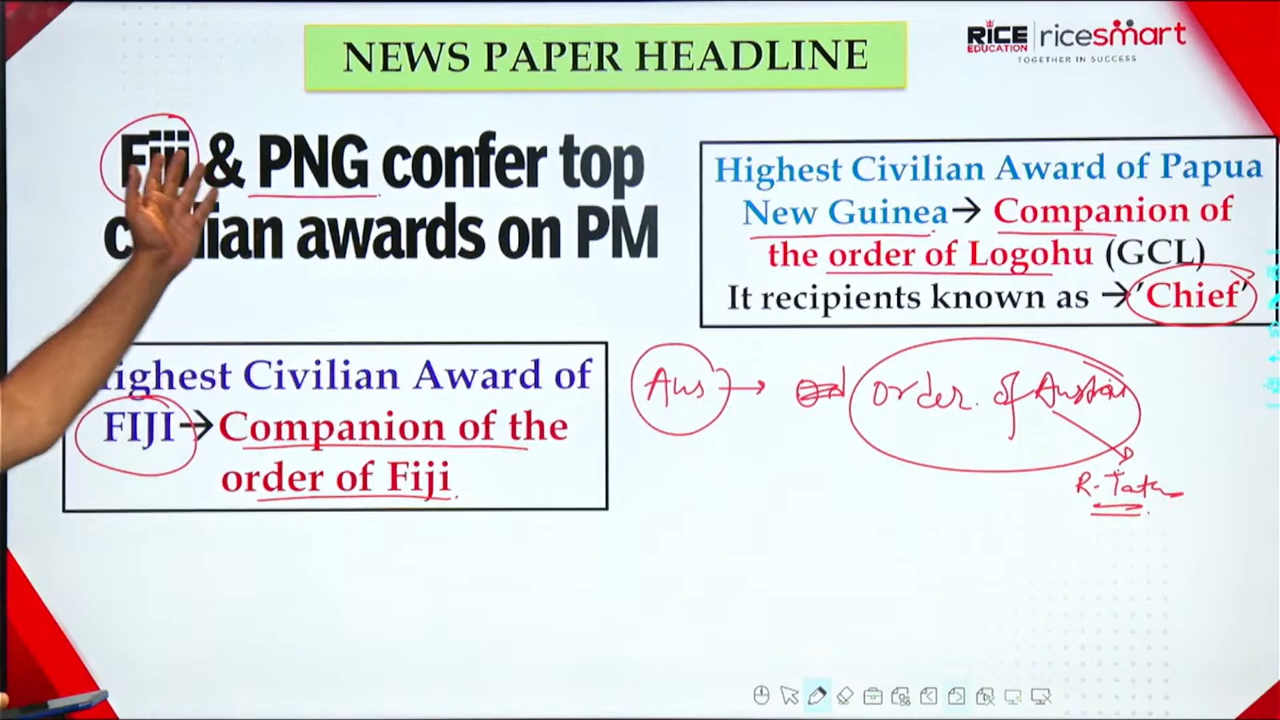 NEWS PAPER HEADLINE
RICE
EDUCATION
ricesmart
TOGETHER IN SUCCESS
Fiji & PNG confer top
awards on PM
Highest Civilian Award of Papua
New Guinea→ Companion of
the order of Logohu (GCL)
It recipients known as →'Chief'
Highest Civilian Award of
FIJI→Companion of the
order of Fiji
Aus → Order of
R. Tata